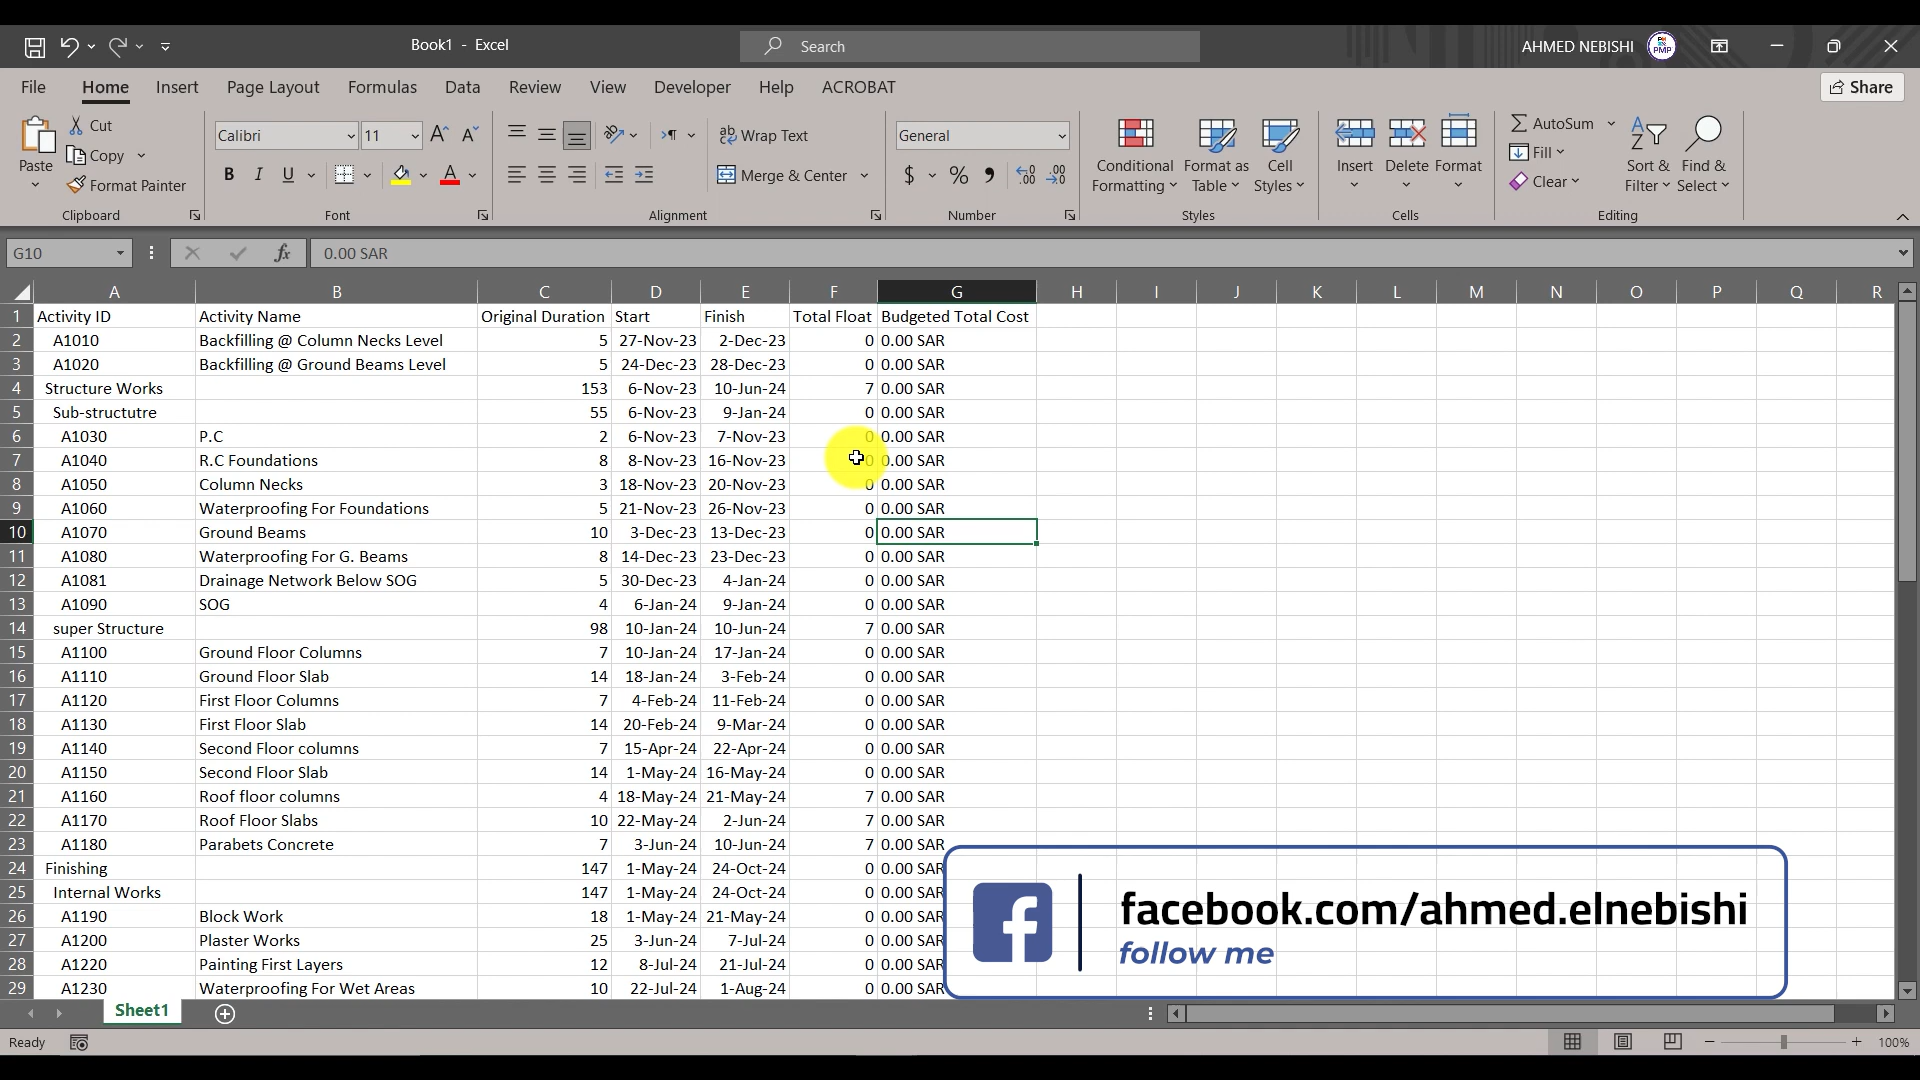 Book1 - Excel
Search
AHMED NEBISHI
PMP
File Home Insert Page Layout Formulas Data Review View Developer Help ACROBAT
Share
Paste
Cut
Copy
Format Painter
Clipboard
Calibri 11
B I U
Font
Wrap Text
Merge & Center
Alignment
General
$ %
Number
Conditional Formatting
Format as Table
Cell Styles
Styles
Insert Delete Format
Cells
AutoSum
Fill
Clear
Sort & Filter
Find & Select
Editing
G10 fx 0.00 SAR
A B C D E F G H I J K L M N O P Q R
1 Activity ID Activity Name Original Duration Start Finish Total Float Budgeted Total Cost
2 A1010 Backfilling @ Column Necks Level 5 27-Nov-23 2-Dec-23 0 0.00 SAR
3 A1020 Backfilling @ Ground Beams Level 5 24-Dec-23 28-Dec-23 0 0.00 SAR
4 Structure Works 153 6-Nov-23 10-Jun-24 7 0.00 SAR
5 Sub-structutre 55 6-Nov-23 9-Jan-24 0 0.00 SAR
6 A1030 P.C 2 6-Nov-23 7-Nov-23 0 0.00 SAR
7 A1040 R.C Foundations 8 8-Nov-23 16-Nov-23 0 0.00 SAR
8 A1050 Column Necks 3 18-Nov-23 20-Nov-23 0 0.00 SAR
9 A1060 Waterproofing For Foundations 5 21-Nov-23 26-Nov-23 0 0.00 SAR
10 A1070 Ground Beams 10 3-Dec-23 13-Dec-23 0 0.00 SAR
11 A1080 Waterproofing For G. Beams 8 14-Dec-23 23-Dec-23 0 0.00 SAR
12 A1081 Drainage Network Below SOG 5 30-Dec-23 4-Jan-24 0 0.00 SAR
13 A1090 SOG 4 6-Jan-24 9-Jan-24 0 0.00 SAR
14 super Structure 98 10-Jan-24 10-Jun-24 7 0.00 SAR
15 A1100 Ground Floor Columns 7 10-Jan-24 17-Jan-24 0 0.00 SAR
16 A1110 Ground Floor Slab 14 18-Jan-24 3-Feb-24 0 0.00 SAR
17 A1120 First Floor Columns 7 4-Feb-24 11-Feb-24 0 0.00 SAR
18 A1130 First Floor Slab 14 20-Feb-24 9-Mar-24 0 0.00 SAR
19 A1140 Second Floor columns 7 15-Apr-24 22-Apr-24 0 0.00 SAR
20 A1150 Second Floor Slab 14 1-May-24 16-May-24 0 0.00 SAR
21 A1160 Roof floor columns 4 18-May-24 21-May-24 7 0.00 SAR
22 A1170 Roof Floor Slabs 10 22-May-24 2-Jun-24 7 0.00 SAR
23 A1180 Parabets Concrete 7 3-Jun-24 10-Jun-24 7 0.00 SAR
24 Finishing 147 1-May-24 24-Oct-24 0 0.00 SAR
25 Internal Works 147 1-May-24 24-Oct-24 0 0.00 SAR
26 A1190 Block Work 18 1-May-24 21-May-24 0 0.00 SAR
27 A1200 Plaster Works 25 3-Jun-24 7-Jul-24 0 0.00 SAR
28 A1220 Painting First Layers 12 8-Jul-24 21-Jul-24 0 0.00 SAR
29 A1230 Waterproofing For Wet Areas 10 22-Jul-24 1-Aug-24 0 0.00 SAR
facebook.com/ahmed.elnebishi
follow me
Sheet1
Ready
100%